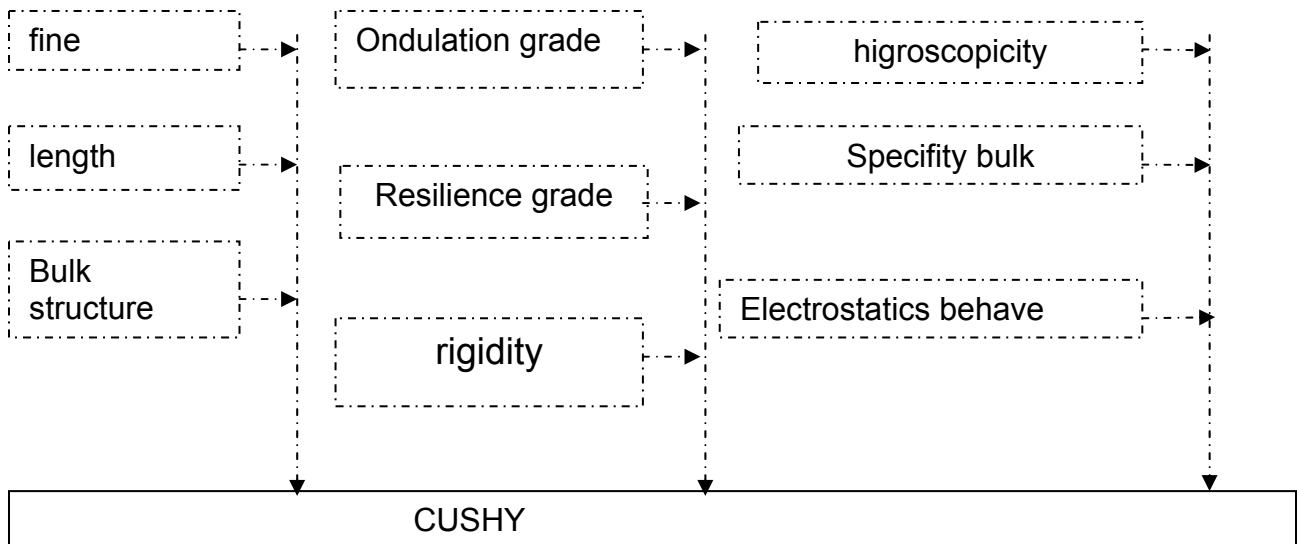 fine
length
Bulk
structure
Ondulation grade
Resilience grade
rigidity
higroscopicity
Specifity bulk
Electrostatics behave
CUSHY